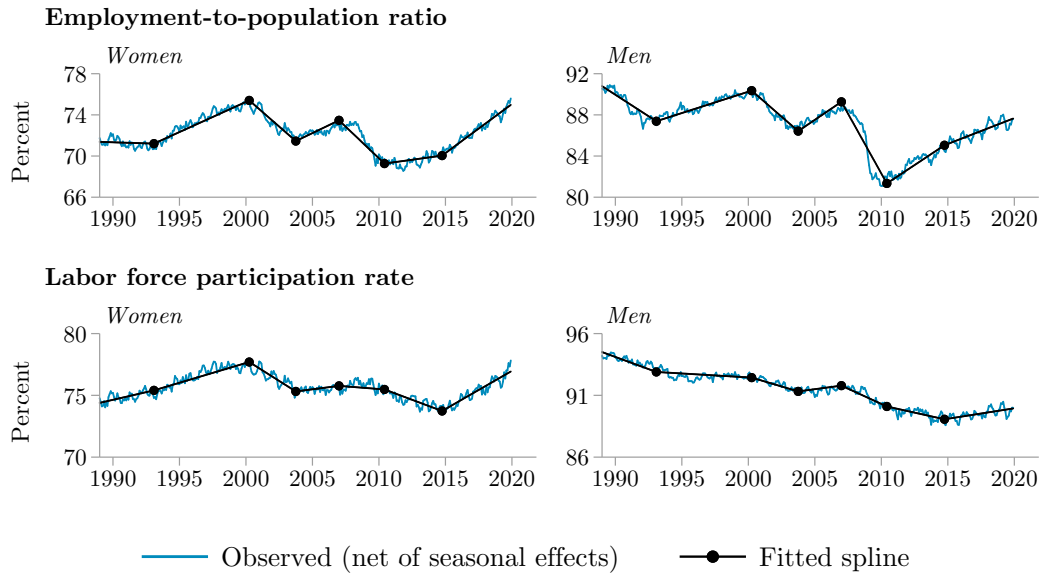 Employment-to-population ratio
Women
Men
Percent
78
74
70
66
1990 1995 2000 2005 2010 2015 2020
92
88
84
80
1990 1995 2000 2005 2010 2015 2020
Labor force participation rate
Women
Men
Percent
80
75
70
1990 1995 2000 2005 2010 2015 2020
96
91
86
1990 1995 2000 2005 2010 2015 2020
Observed (net of seasonal effects) Fitted spline